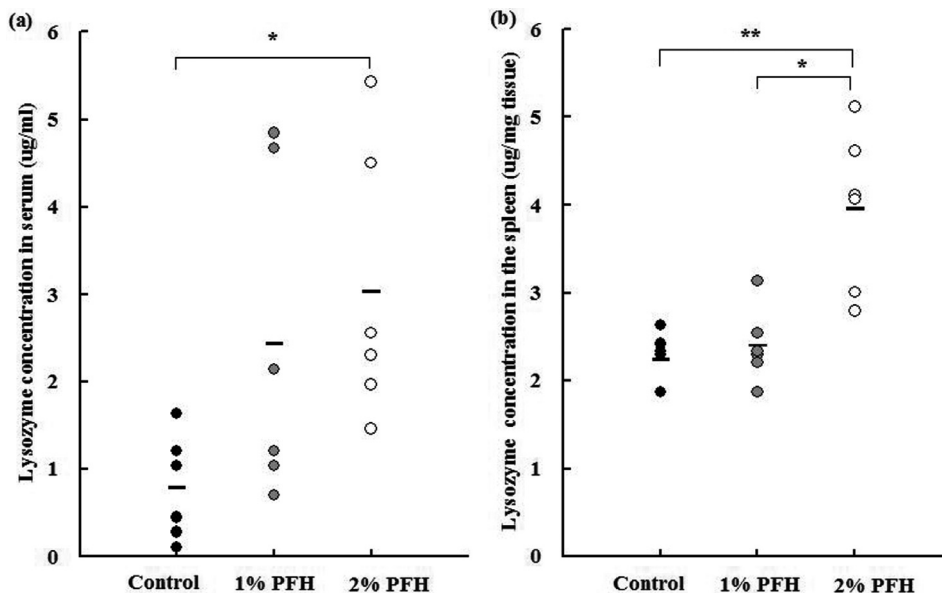 (a)
Lysozyme concentration in serum (ug/ml)
6
5
4
3
2
1
0
*
Control 1% PFH 2% PFH
(b)
Lysozyme concentration in the spleen (ug/mg tissue)
6
5
4
3
2
1
0
**
*
Control 1% PFH 2% PFH